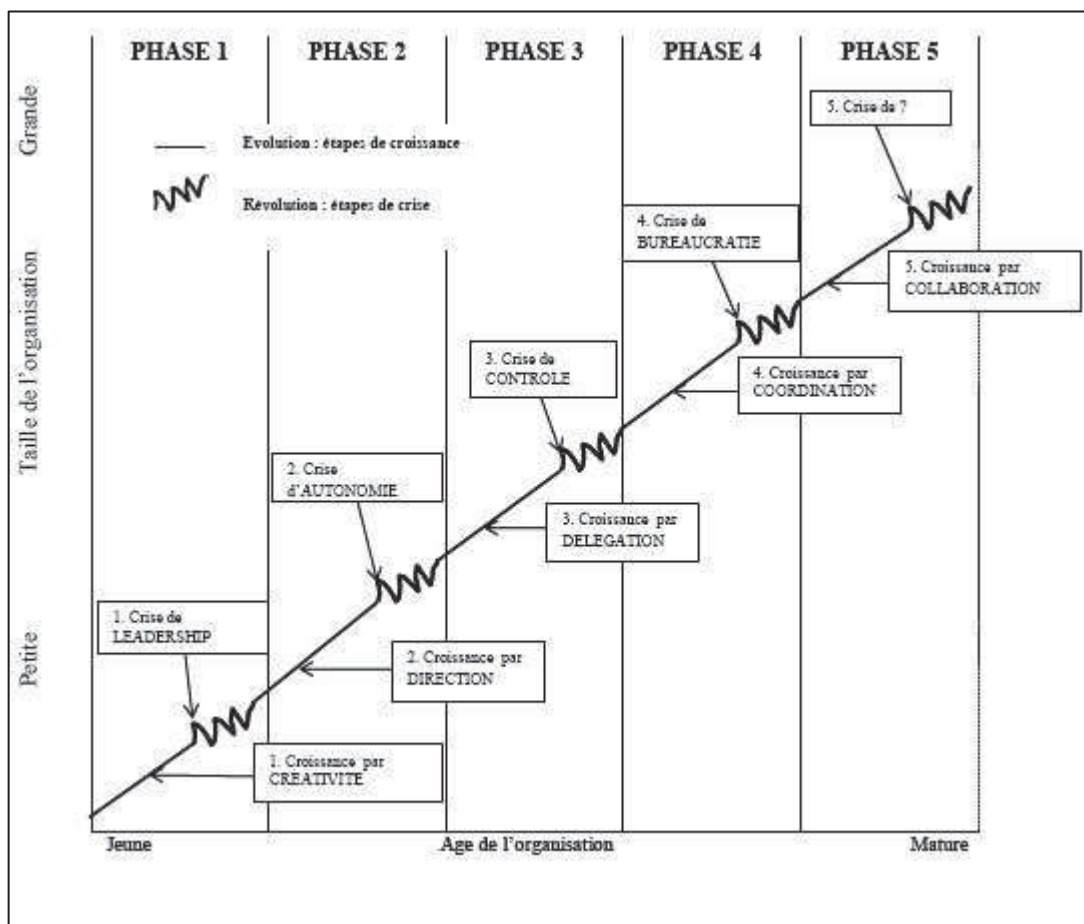 PHASE 1
PHASE 2
PHASE 3
PHASE 4
PHASE 5
Grande
Taille de l'organisation
Petite
Evolution : étapes de croissance
Révolution : étapes de crise
5. Crise de ?
4. Crise de
BUREAUCRATIE
5. Croissance par
COLLABORATION
3. Crise de
CONTROLE
4. Croissance par
COORDINATION
2. Crise
d'AUTONOMIE
3. Croissance par
DELEGATION
1. Crise de
LEADERSHIP
2. Croissance par
DIRECTION
1. Croissance par
CREATIVITE
Jeune
Age de l'organisation
Mature